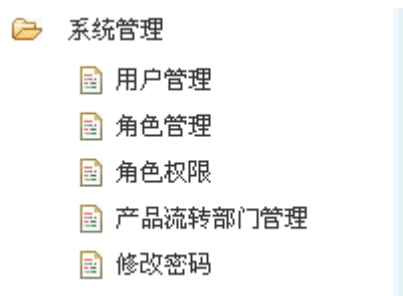 系统管理
用户管理
角色管理
角色权限
产品流转部门管理
修改密码